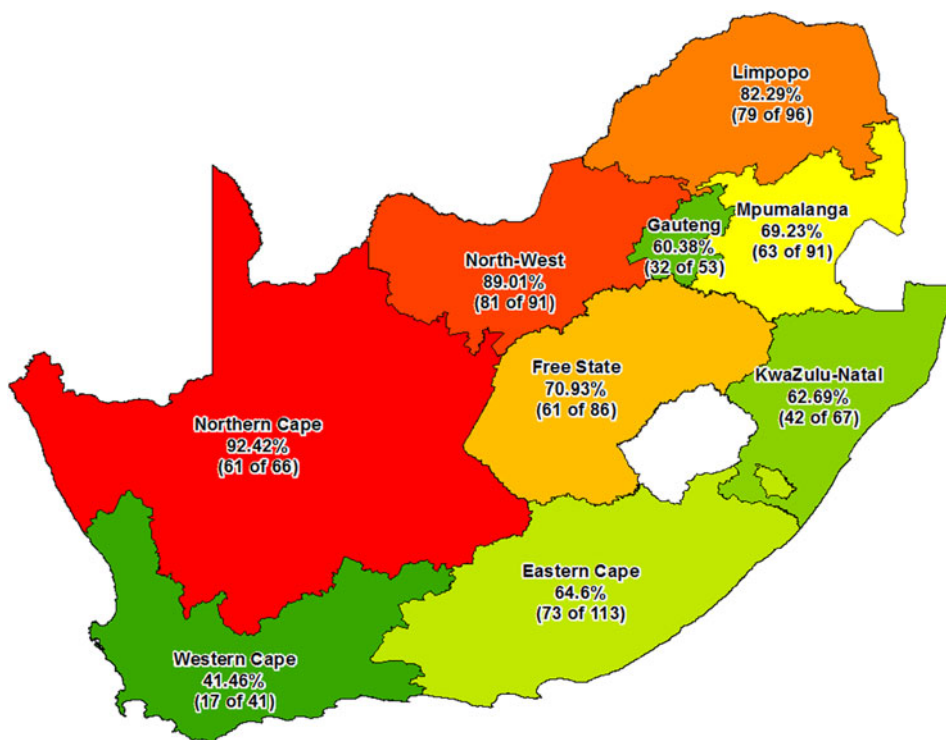 Limpopo
82.29%
(79 of 96)
Mpumalanga
69.23%
(63 of 91)
Gauteng
60.38%
(32 of 53)
North-West
89.01%
(81 of 91)
Free State
70.93%
(61 of 86)
KwaZulu-Natal
62.69%
(42 of 67)
Northern Cape
92.42%
(61 of 66)
Eastern Cape
64.6%
(73 of 113)
Western Cape
41.46%
(17 of 41)